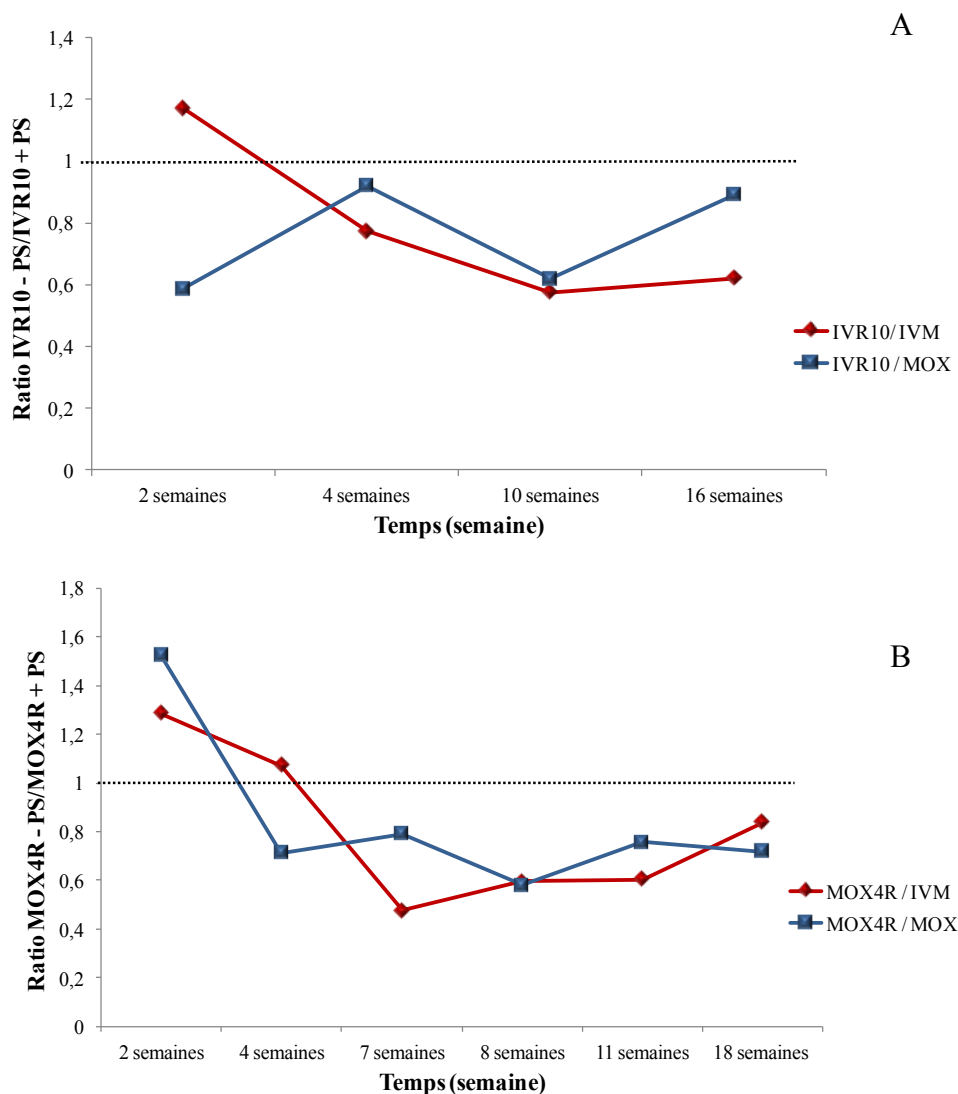 A
1,4
1,2
1
0,8
0,6
0,4
0,2
0
Ratio IVR10 - PS/IVR10 + PS
2 semaines
4 semaines
10 semaines
16 semaines
Temps (semaine)
IVR10/ IVM
IVR10 / MOX
B
1,8
1,6
1,4
1,2
1
0,8
0,6
0,4
0,2
0
Ratio MOX4R - PS/MOX4R + PS
2 semaines
4 semaines
7 semaines
8 semaines
11 semaines
18 semaines
Temps (semaine)
MOX4R / IVM
MOX4R / MOX